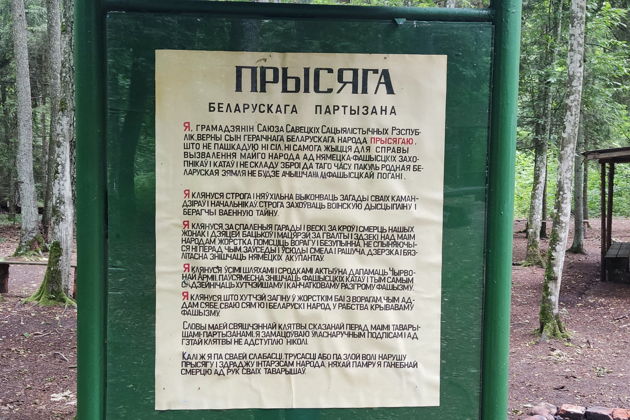 ПРЫСЯГА
БЕЛАРУСКАГА ПАРТЫЗАНА
Я, ГРАМАДЗЯНІН САЮЗА САВЕЦКІХ САЦЫЯЛІСТЫЧНЫХ РЭСПУБ-
ЛІК, ВЕРНЫ СЫН ГЕРАІЧНАГА БЕЛАРУСКАГА НАРОДА ПРЫСЯГАЮ,
ШТО НЕ ПАШКАДУЮ НІ СІЛ, НІ САМОГА ЖЫЦЦЯ ДЛЯ СПРАВЫ
ВЫЗВАЛЕННЯ МАЙГО НАРОДА АД НЯМЕЦКА-ФАШЫСЦКІХ ЗАХО-
ПНІКАЎ І КАТАЎ І НЕ СКЛАДУ ЗБРОІ ДА ТАГО ЧАСУ, ПАКУЛЬ РОДНАЯ БЕ-
ЛАРУСКАЯ ЗЯМЛЯ НЕ БУДЗЕ АЧЫШЧАНА АД ФАШЫСЦКАЙ ПОГАНІ.
Я КЛЯНУСЯ СТРОГА І НЯЎХІЛЬНА ВЫКОНВАЦЬ ЗАГАДЫ СВАІХ КАМАН-
ДЗІРАЎ І НАЧАЛЬНІКАЎ, СТРОГА ЗАХОЎВАЦЬ ВОІНСКУЮ ДЫСЦЫПЛІНУ І
БЕРАГЧЫ ВАЕННУЮ ТАЙНУ.
Я КЛЯНУСЯ ЗА СПАЛЕНЫЯ ГАРАДЫ І ВЁСКІ, ЗА КРОЎ І СМЕРЦЬ НАШЫХ
ЖОНАК І ДЗЯЦЕЙ, БАЦЬКОЎ І МАЦЯРЭЙ, ЗА ГВАЛТЫ І ЗДЗЕКІ НАД МАІМ
НАРОДАМ ЖОРСТКА ПОМСЦІЦЬ ВОРАГУ І БЕЗУПЫННА, НЕ СПЫНЯЮЧЫ-
СЯ НІ ПЕРАД ЧЫМ, ЗАЎСЁДЫ І ЎСЮДЫ СМЕЛА І РАШУЧА, ДЗЁРЗКА І БЯЗ-
ЛІТАСНА ЗНІШЧАЦЬ НЯМЕЦКІХ АКУПАНТАЎ.
Я КЛЯНУСЯ ЎСІМІ ШЛЯХАМІ І СРОДКАМІ АКТЫЎНА ДАПАМАГАЦЬ ЧЫРВО-
НАЙ АРМІІ ПАЎСЯМЕСНА ЗНІШЧАЦЬ ФАШЫСЦКІХ КАТАЎ І ТЫМ САМЫМ
САДЗЕЙНІЧАЦЬ ХУТЧЭЙШАМУ І КАНЧАТКОВАМУ РАЗГРОМУ ФАШЫЗМУ.
Я КЛЯНУСЯ, ШТО ХУТЧЭЙ ЗАГІНУ Ў ЖОРСТКІМ БАІ З ВОРАГАМ, ЧЫМ АД-
ДАМ СЯБЕ, СВАЮ СЯМ'Ю І БЕЛАРУСКІ НАРОД У РАБСТВА КРЫВАВАМУ
ФАШЫЗМУ.
СЛОВЫ МАЕЙ СВЯШЧЭННАЙ КЛЯТВЫ, СКАЗАНАЙ ПЕРАД МАІМІ ТАВАРЫ-
ШАМІ-ПАРТЫЗАНАМІ, Я ЗАМАЦОЎВАЮ УЛАСНАРУЧНЫМ ПОДПІСАМ І АД
ГЭТАЙ КЛЯТВЫ НЕ АДСТУПЛЮ НІКОЛІ.
КАЛІ Ж Я ПА СВАЕЙ СЛАБАСЦІ, ТРУСАСЦІ АБО ПА ЗЛОЙ ВОЛІ НАРУШУ
ПРЫСЯГУ І ЗДРАДЖУ ІНТАРЭСАМ НАРОДА, НЯХАЙ ПАМРУ Я ГАНЕБНАЙ
СМЕРЦЮ АД РУК СВАІХ ТАВАРЫШАЎ.